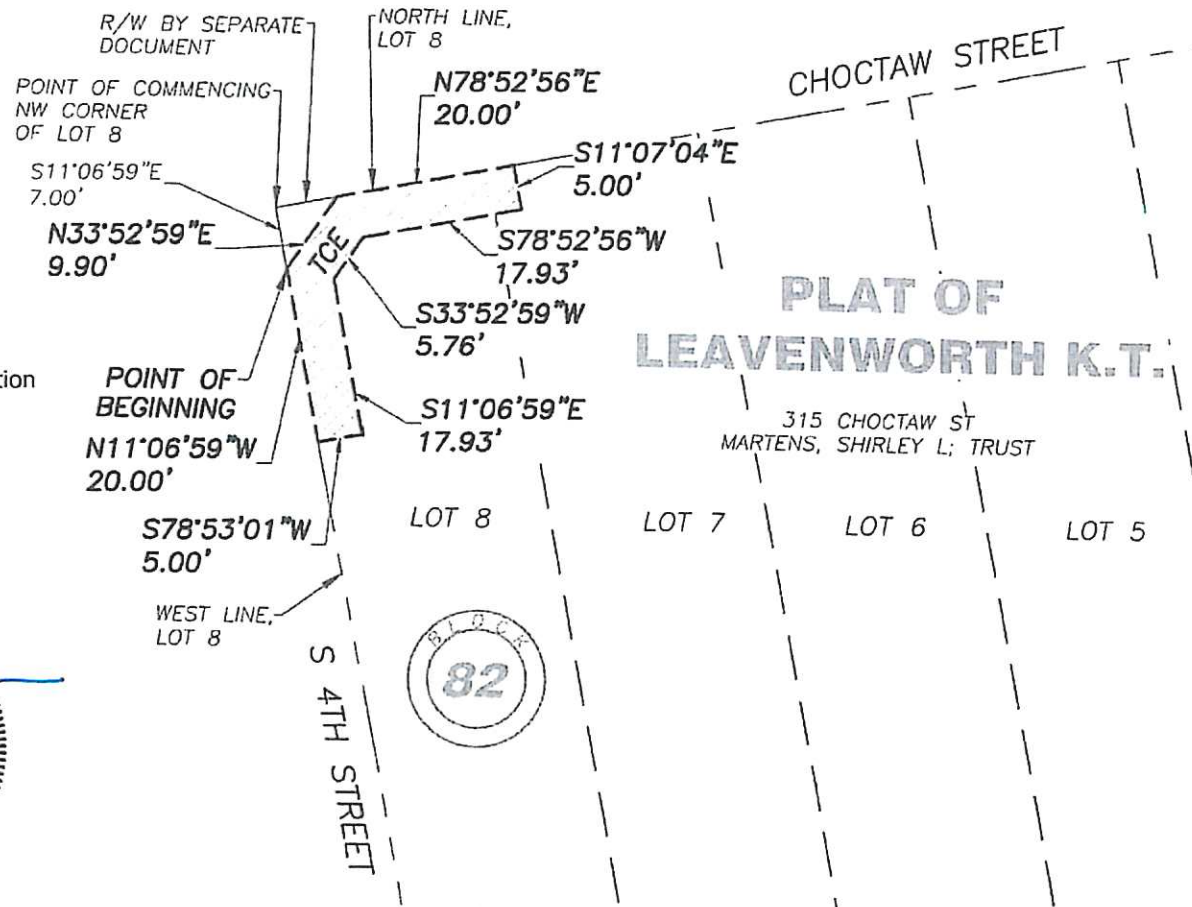 R/W BY SEPARATE
DOCUMENT
NORTH LINE,
LOT 8
CHOCTAW STREET
POINT OF COMMENCING
NW CORNER
OF LOT 8
N78°52'56"E
20.00'
S11°06'59"E
7.00'
S11°07'04"E
5.00'
N33°52'59"E
9.90'
TCE
S78°52'56"W
17.93'
S33°52'59"W
5.76'
PLAT OF
LEAVENWORTH K.T.
tion
POINT OF
BEGINNING
S11°06'59"E
17.93'
315 CHOCTAW ST
MARTENS, SHIRLEY L; TRUST
N11°06'59"W
20.00'
S78°53'01"W
5.00'
LOT 8
LOT 7
LOT 6
LOT 5
WEST LINE,
LOT 8
S 4TH STREET
BLOCK
82